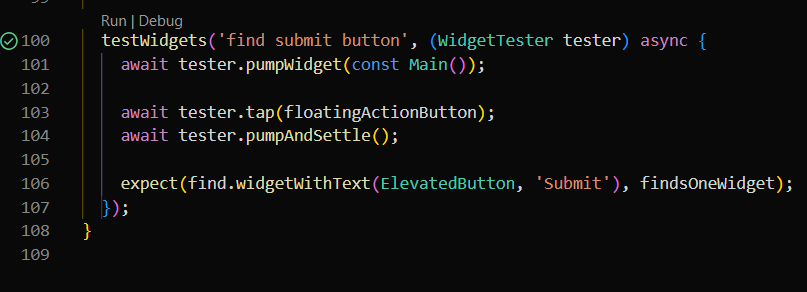 Run | Debug
100 testWidgets('find submit button', (WidgetTester tester) async {
101 await tester.pumpWidget(const Main());
102
103 await tester.tap(floatingActionButton);
104 await tester.pumpAndSettle();
105
106 expect(find.widgetWithText(ElevatedButton, 'Submit'), findsOneWidget);
107 });
108 }
109